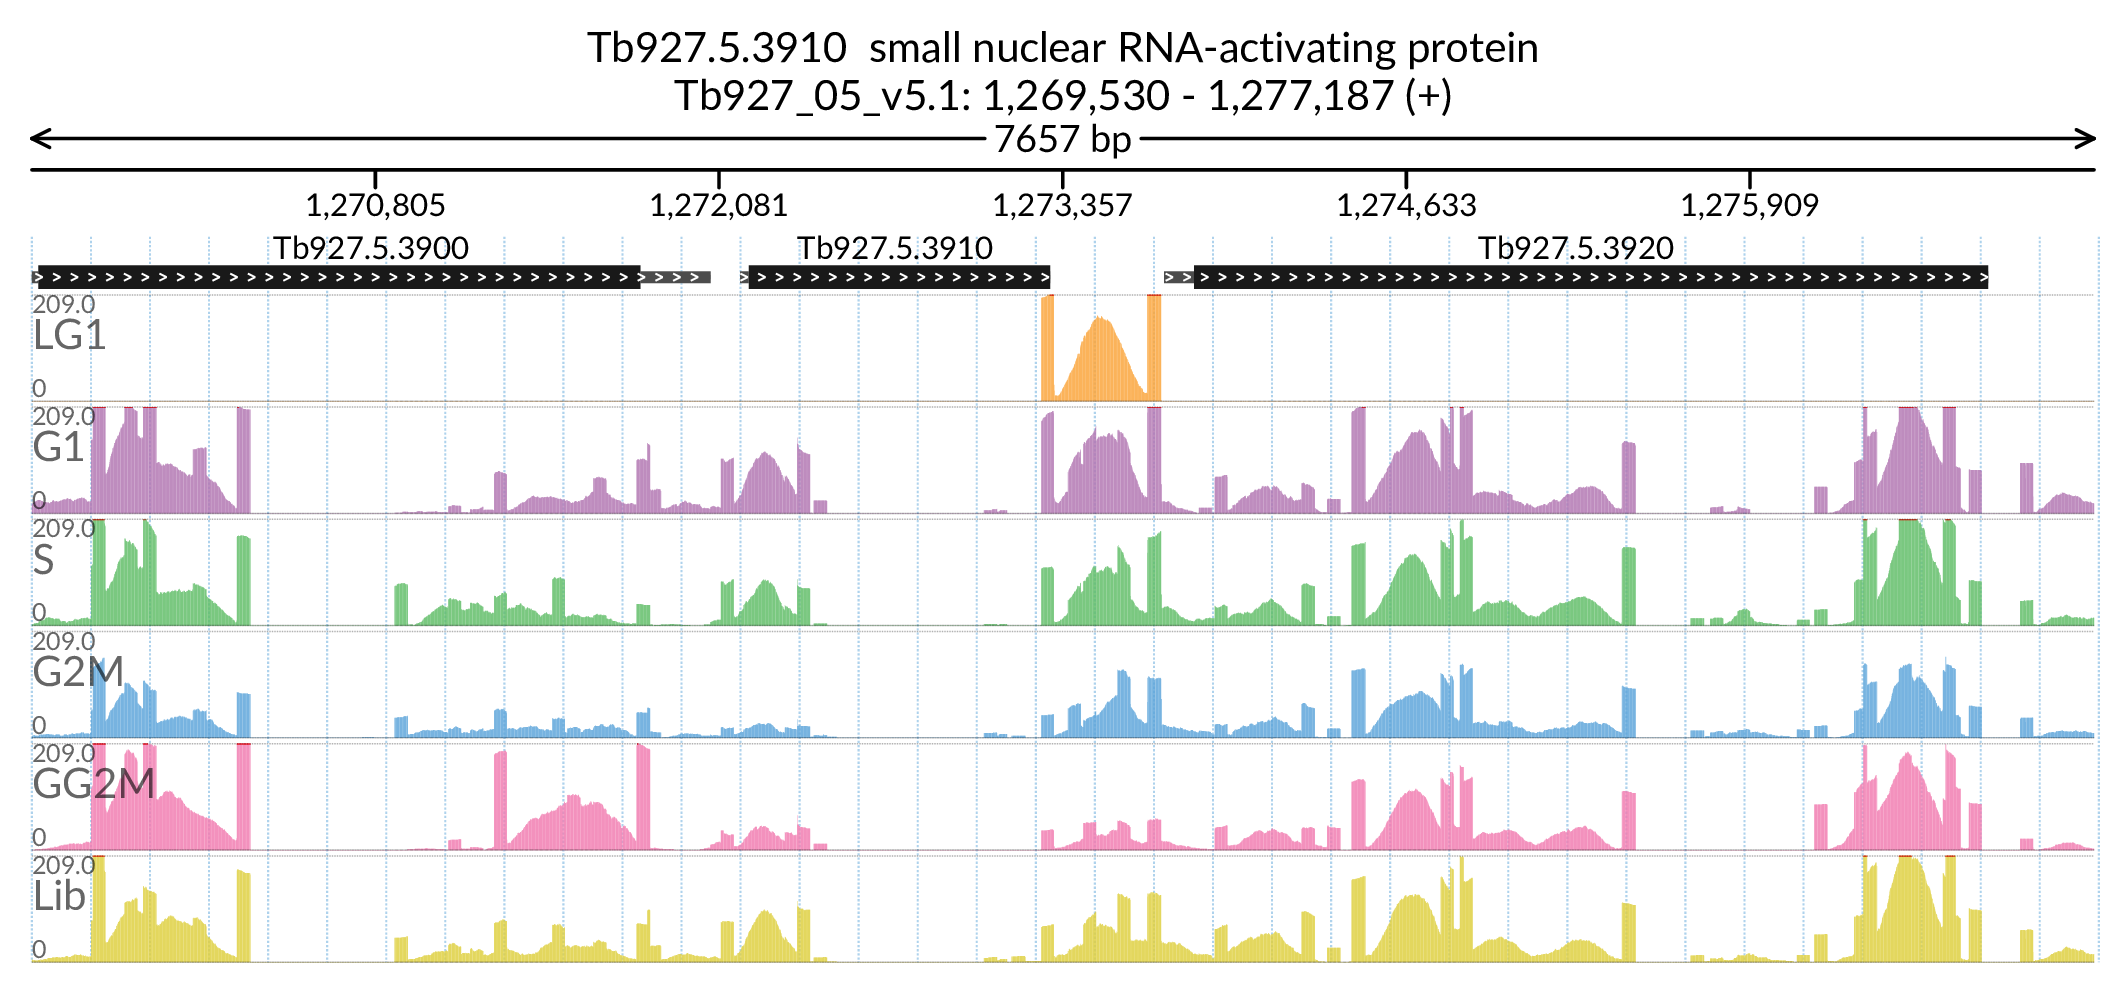 Tb927.5.3910  small nuclear RNA-activating protein
Tb927_05_v5.1: 1,269,530 - 1,277,187 (+)
7657 bp
1,270,805 1,272,081 1,273,357 1,274,633 1,275,909
Tb927.5.3900 Tb927.5.3910 Tb927.5.3920
209.0
LG1
0
209.0
G1
0
209.0
S
0
209.0
G2M
0
209.0
GG2M
0
209.0
Lib
0